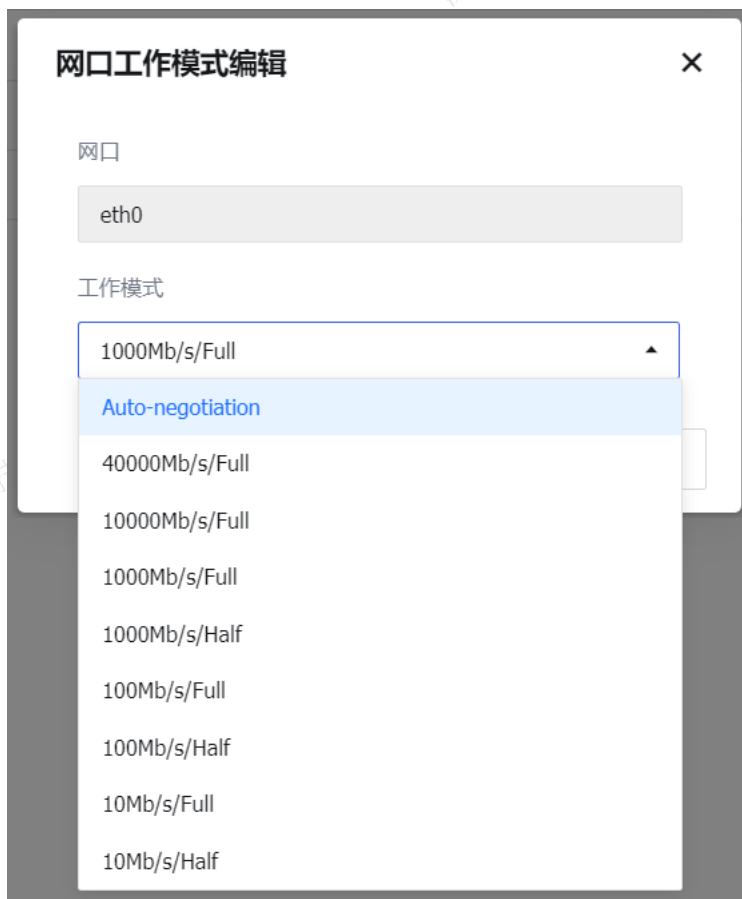 网口工作模式编辑
网口
eth0
工作模式
1000Mb/s/Full
Auto-negotiation
40000Mb/s/Full
10000Mb/s/Full
1000Mb/s/Full
1000Mb/s/Half
100Mb/s/Full
100Mb/s/Half
10Mb/s/Full
10Mb/s/Half